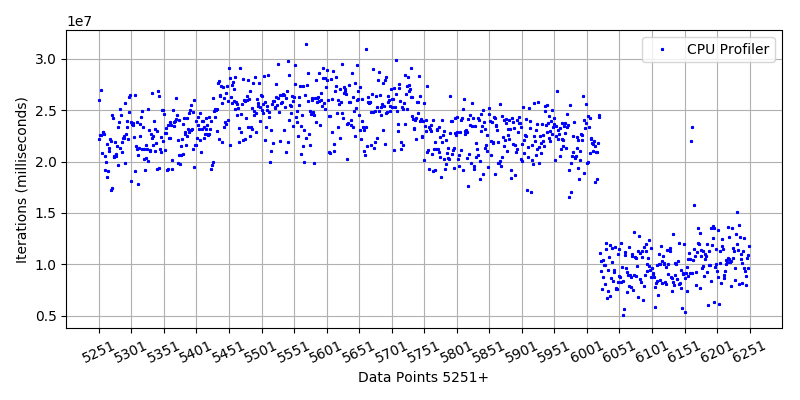 1e7
CPU Profiler
3.0
2.5
2.0
1.5
1.0
0.5
Iterations (milliseconds)
5251 5301 5351 5401 5451 5501 5551 5601 5651 5701 5751 5801 5851 5901 5951 6001 6051 6101 6151 6201 6251
Data Points 5251+